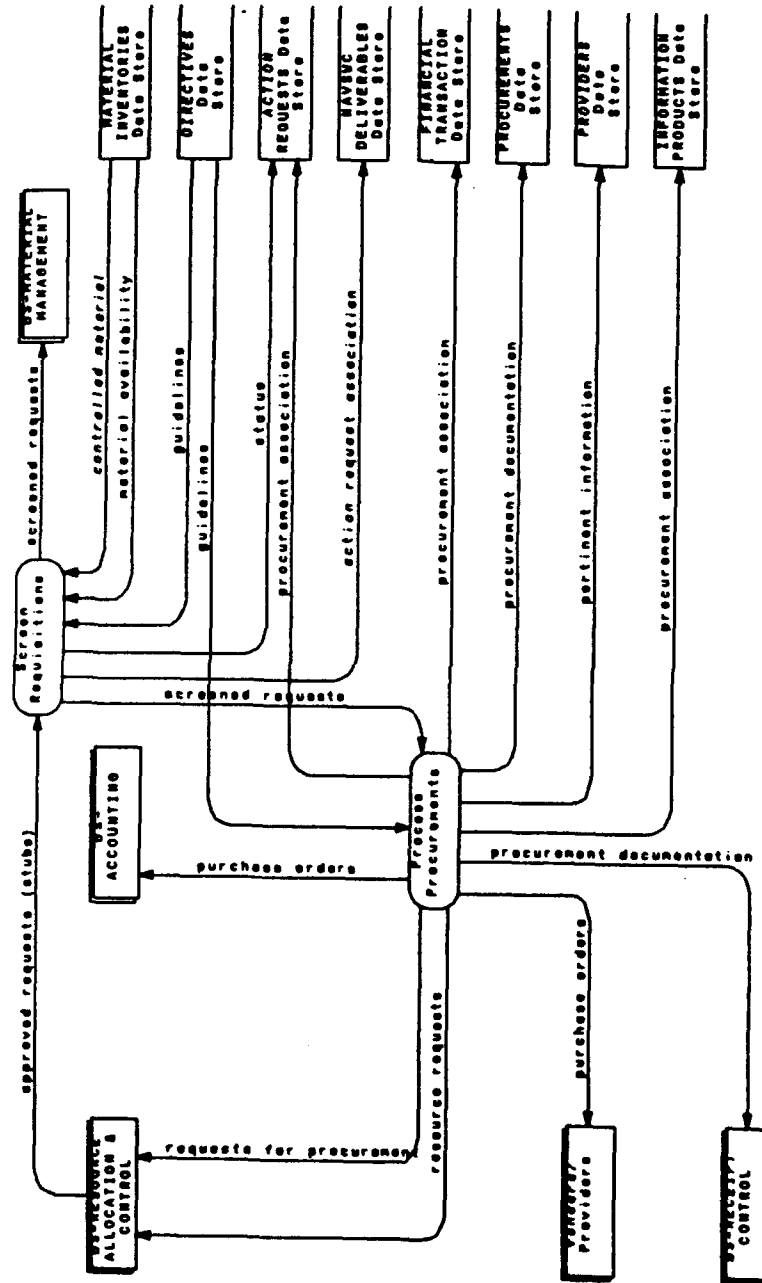 MATERIAL
INVENTORIES
Data Store
DIRECTIVES
Data
Store
ACTION
REQUESTS Data
Store
NAVSVC
DELIVERABLES
Data Store
FINANCIAL
TRANSACTION
Data Store
PROCUREMENTS
Data
Store
PROVIDERS
Data
Store
INFORMATION
PRODUCTS Data
Store
MATERIAL
MANAGEMENT
screened requests
controlled material
material availability
guidelines
guidelines
status
procurement association
action request association
procurement association
procurement documentation
pertinent information
procurement association
Screen
Requisitions
screened requests
approved requests (stubs)
ACCOUNTING
purchase orders
Process
Procurements
procurement documentation
purchase orders
resource requests
requests for procurement
ALLOCATION &
CONTROL
Vendors/
Providers
CONTROL